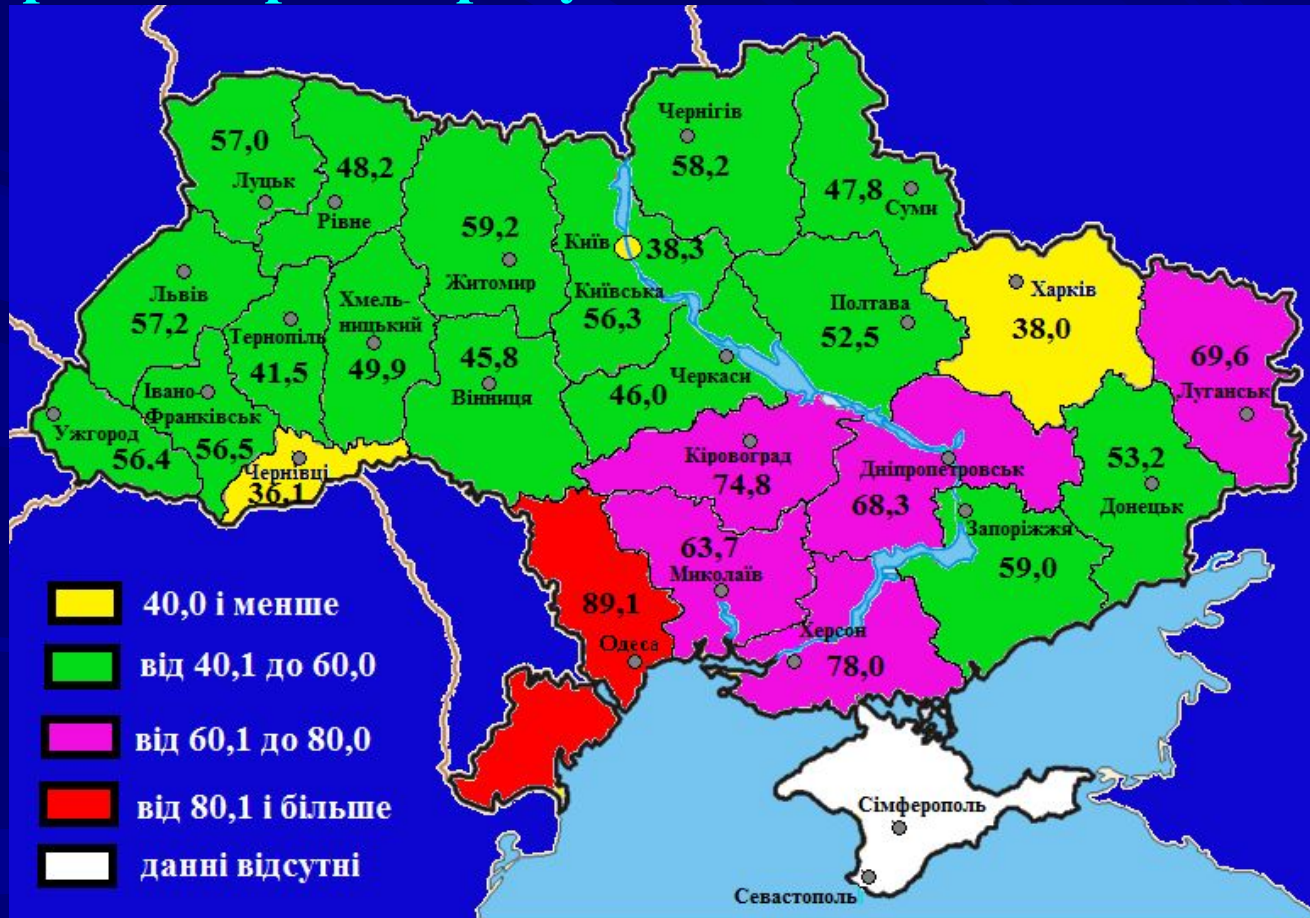 Чернігів
58,2
57,0
Луцьк
48,2
Рівне
47,8
Суми
59,2
Житомир
Київ
38,3
Київська
56,3
Львів
57,2
Тернопіль
41,5
Хмель-
ницький
49,9
45,8
Вінниця
46,0
Черкаси
Полтава
52,5
Харків
38,0
69,6
Луганськ
Івано-
Франківськ
56,5
Ужгород
56,4
Чернівці
36,1
Кіровоград
74,8
Дніпропетровськ
68,3
53,2
Донецьк
Запоріжжя
59,0
63,7
Миколаїв
89,1
Одеса
Херсон
78,0
Сімферополь
Севастополь
40,0 і менше
від 40,1 до 60,0
від 60,1 до 80,0
від 80,1 і більше
данні відсутні